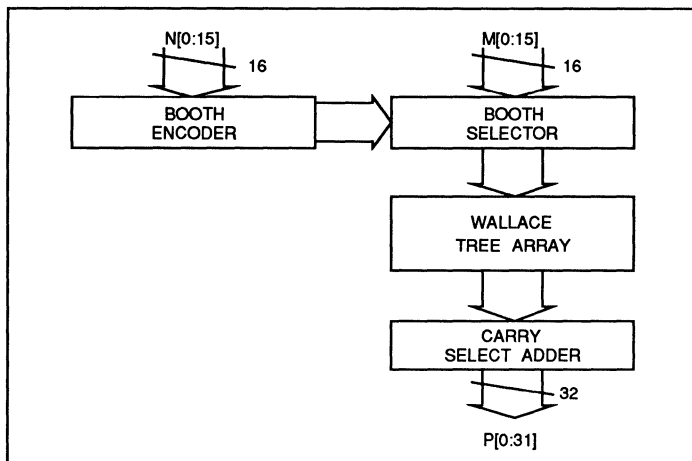 N[0:15]
M[0:15]
16
16
BOOTH
ENCODER
BOOTH
SELECTOR
WALLACE
TREE ARRAY
CARRY
SELECT ADDER
32
P[0:31]